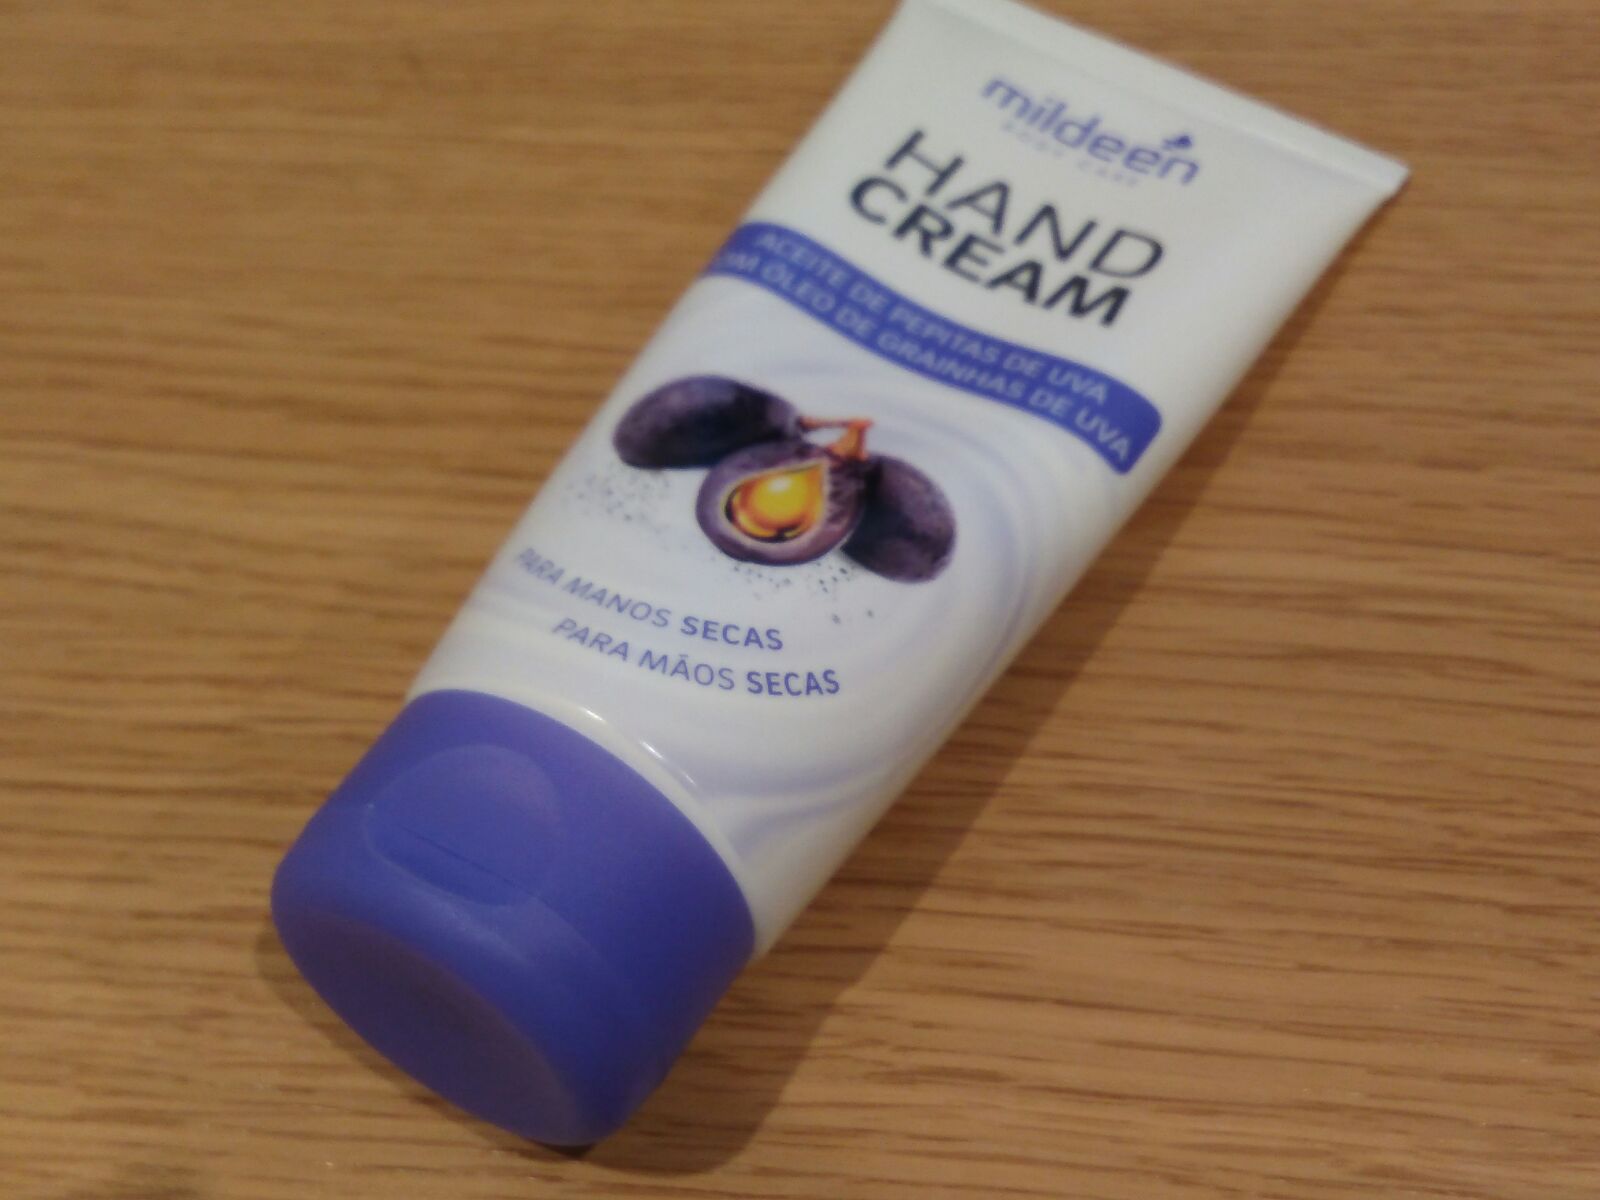 mildeen
BODY CARE
HAND
CREAM
ACEITE DE PEPITAS DE UVA
ÓLEO DE GRAINHAS DE UVA
PARA MANOS SECAS
PARA MÃOS SECAS